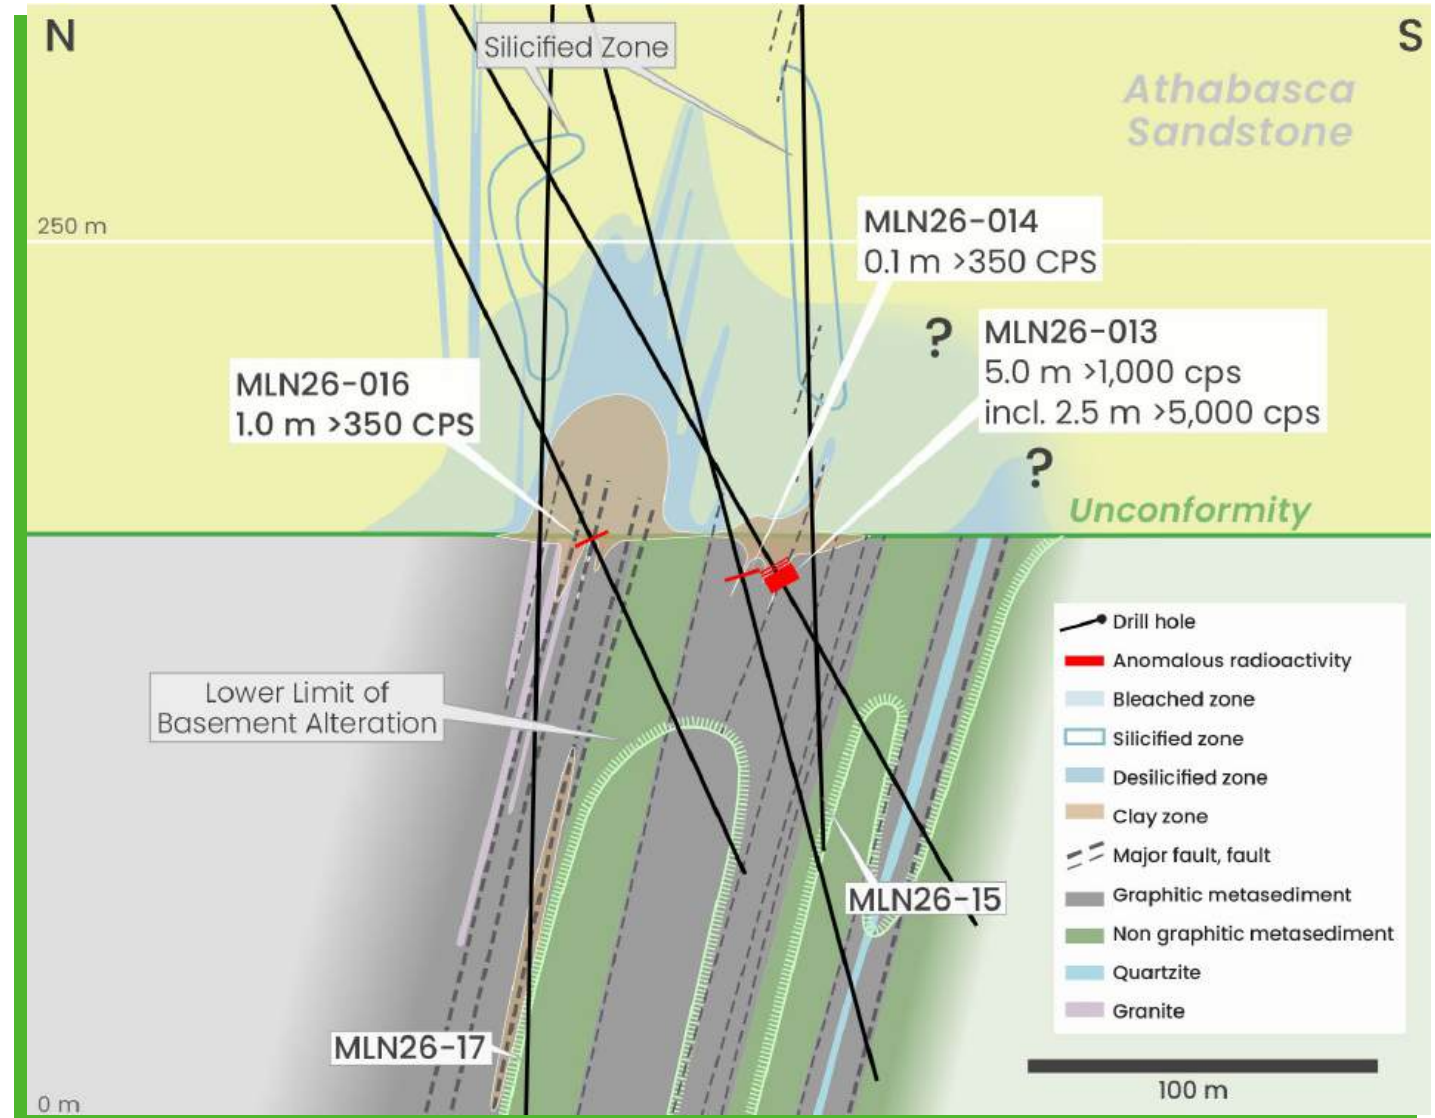 N
S
Silicified Zone
Athabasca
Sandstone
250 m
MLN26-014
0.1 m >350 CPS
?
MLN26-013
5.0 m >1,000 cps
incl. 2.5 m >5,000 cps
MLN26-016
1.0 m >350 CPS
?
Unconformity
Lower Limit of
Basement Alteration
Drill hole
Anomalous radioactivity
Bleached zone
Silicified zone
Desilicified zone
Clay zone
Major fault, fault
Graphitic metasediment
Non graphitic metasediment
Quartzite
Granite
MLN26-15
MLN26-17
100 m
0 m